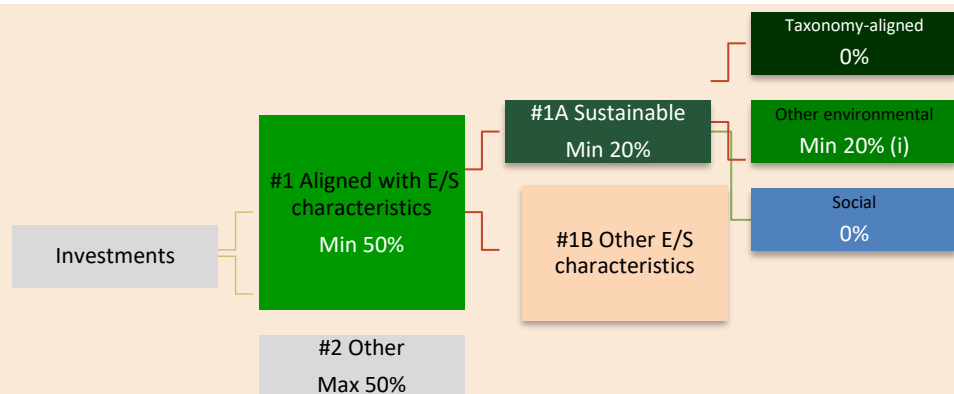 Taxonomy-aligned
0%
#1A Sustainable
Min 20%
Other environmental
Min 20% (i)
#1 Aligned with E/S
characteristics
Min 50%
Social
0%
#1B Other E/S
characteristics
Investments
#2 Other
Max 50%